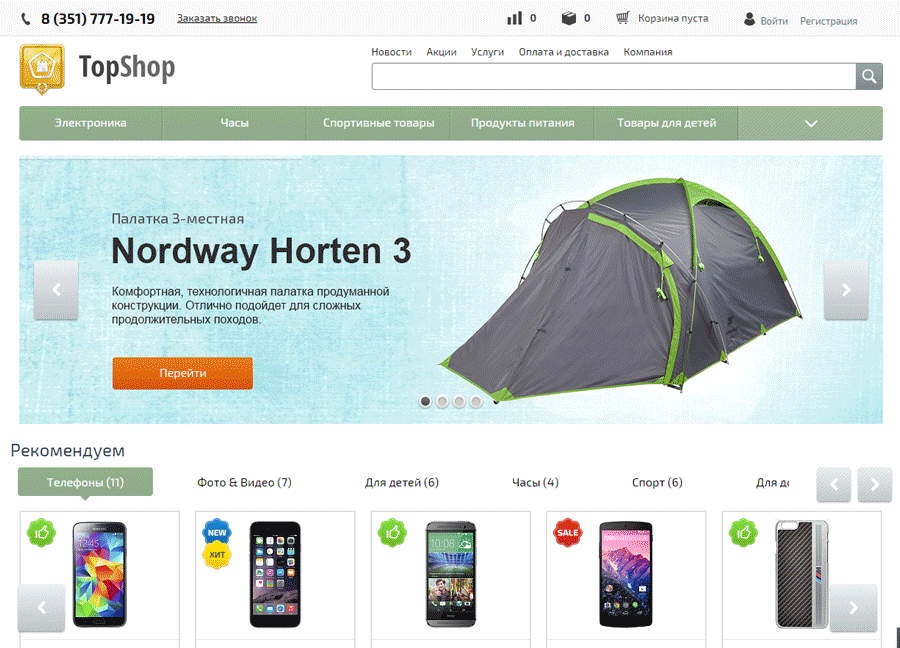 8 (351) 777-19-19 Заказать звонок 0 0 Корзина пуста Войти Регистрация
Новости Акции Услуги Оплата и доставка Компания
TopShop
Электроника Часы Спортивные товары Продукты питания Товары для детей
Палатка 3-местная
Nordway Horten 3
Комфортная, технологичная палатка продуманной
конструкции. Отлично подойдет для сложных
продолжительных походов.
Перейти
Рекомендуем
Телефоны (11) Фото & Видео (7) Для детей (6) Часы (4) Спорт (6) Для до
NEW SALE
ХИТ